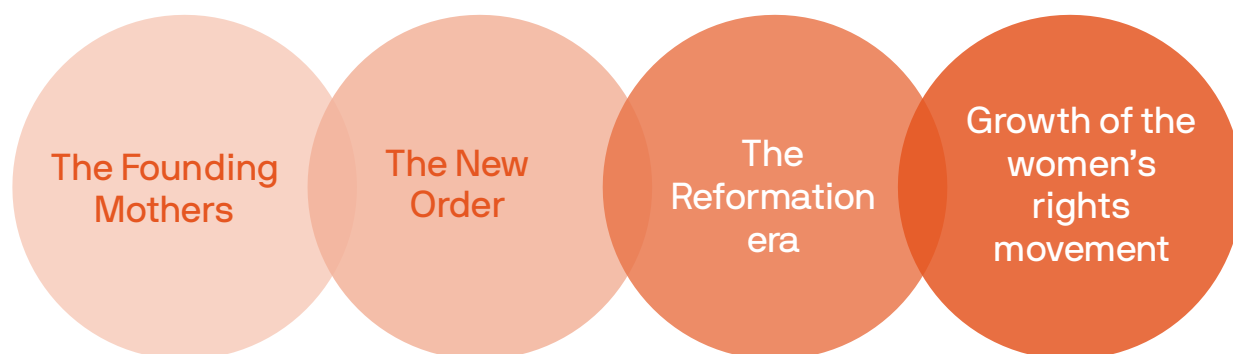 The Founding
Mothers
The New
Order
The
Reformation
era
Growth of the
women's
rights
movement